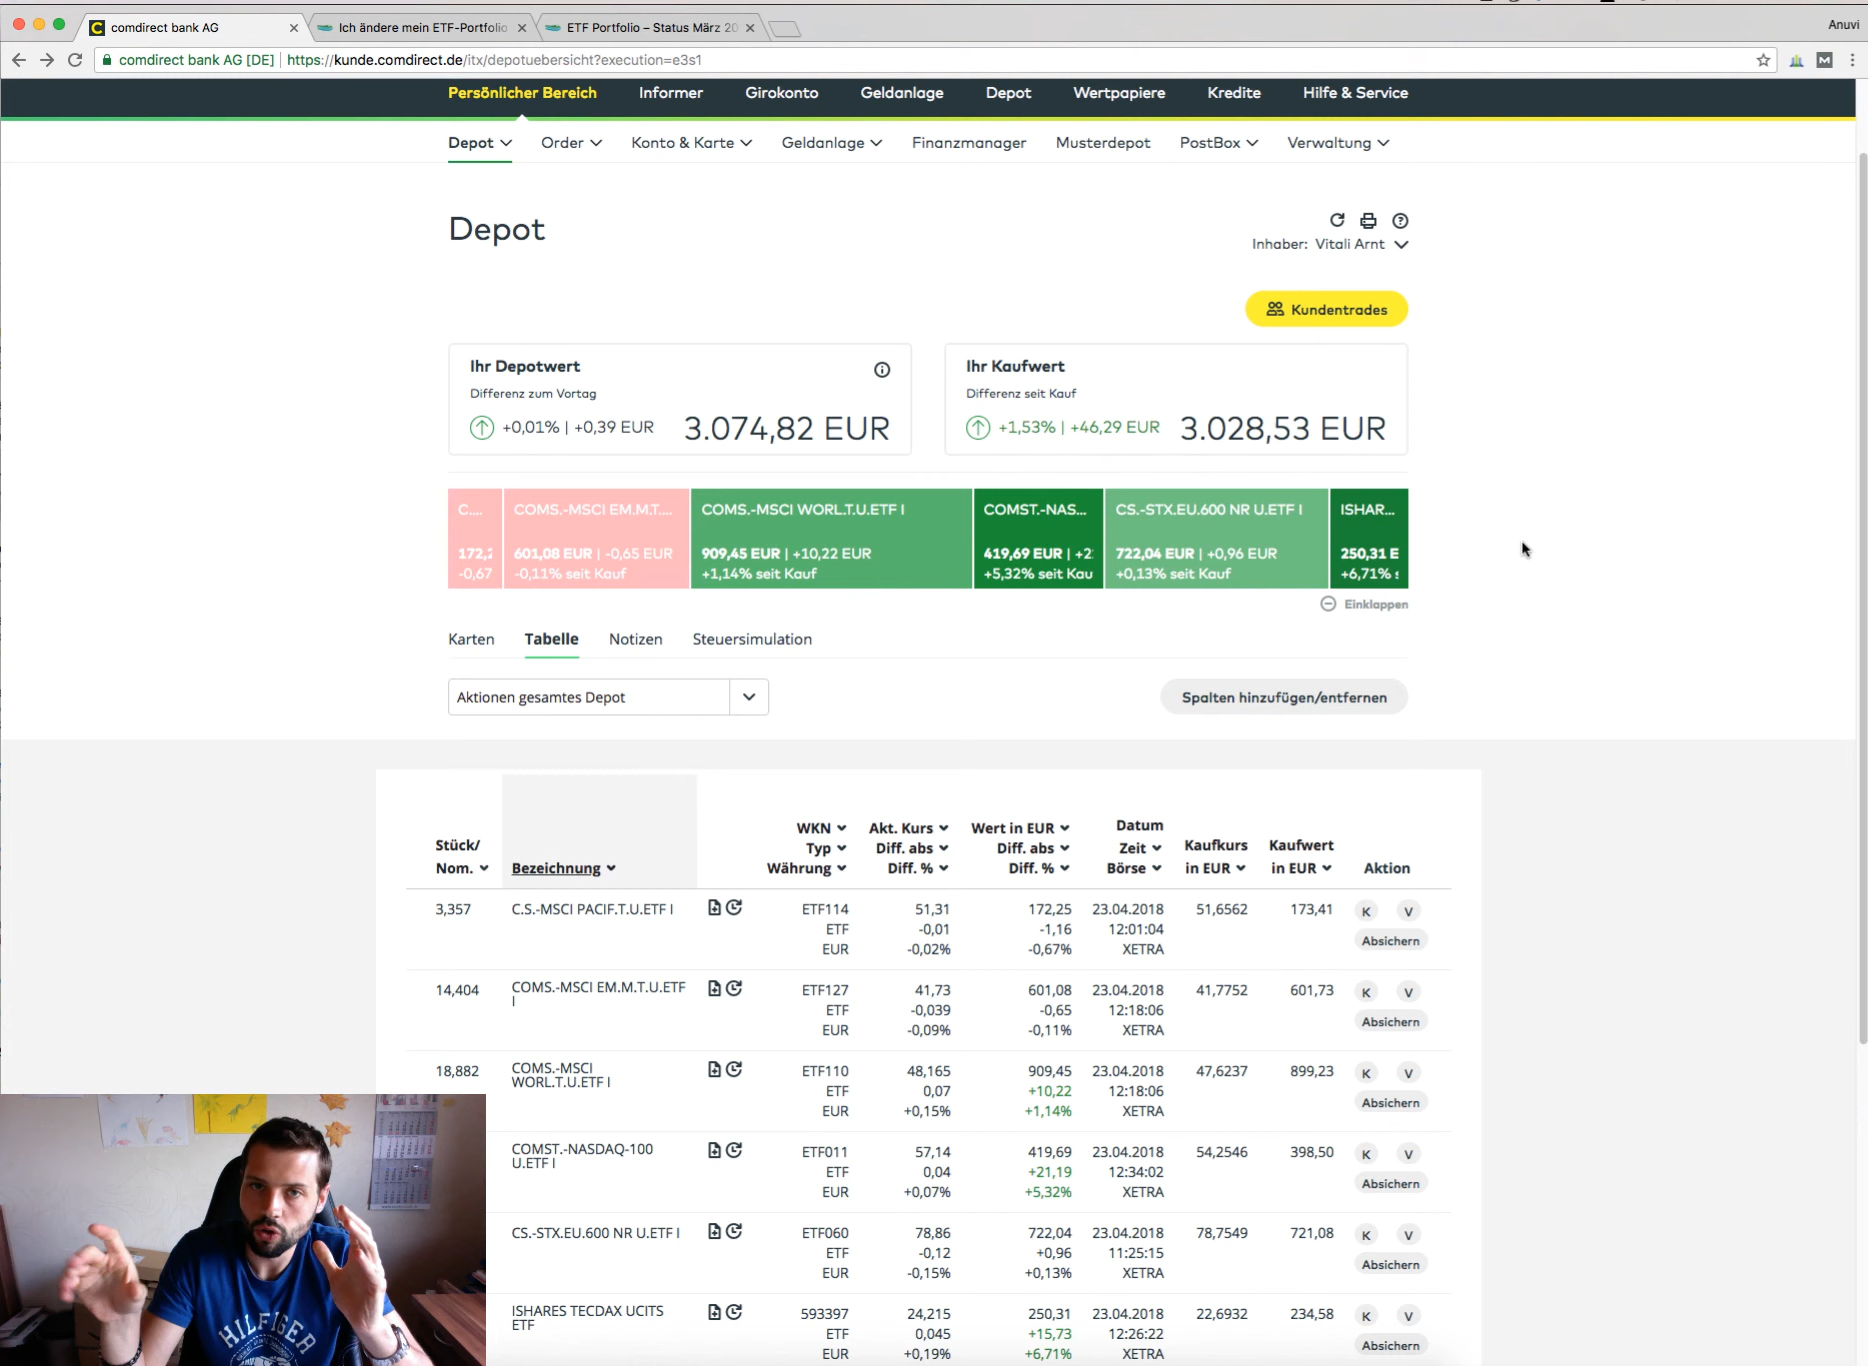 comdirect bank AG
Ich ändere mein ETF-Portfolio
ETF Portfolio – Status März 20
Anuvi
comdirect bank AG [DE] | https://kunde.comdirect.de/itx/depotuebersicht?execution=e3s1
Persönlicher Bereich Informer Girokonto Geldanlage Depot Wertpapiere Kredite Hilfe & Service
Depot Order Konto & Karte Geldanlage Finanzmanager Musterdepot PostBox Verwaltung
Depot
Inhaber: Vitali Arnt
Kundentrades
Ihr Depotwert
Differenz zum Vortag
+0,01% | +0,39 EUR 3.074,82 EUR
Ihr Kaufwert
Differenz seit Kauf
+1,53% | +46,29 EUR 3.028,53 EUR
C....
172,2
-0,67
COMS.-MSCI EM.M.T....
601,08 EUR | -0,65 EUR
-0,11% seit Kauf
COMS.-MSCI WORL.T.U.ETF I
909,45 EUR | +10,22 EUR
+1,14% seit Kauf
COMST.-NAS...
419,69 EUR | +2
+5,32% seit Kau
CS.-STX.EU.600 NR U.ETF I
722,04 EUR | +0,96 EUR
+0,13% seit Kauf
ISHAR...
250,31 E
+6,71%
Einklappen
Karten Tabelle Notizen Steuersimulation
Aktionen gesamtes Depot
Spalten hinzufügen/entfernen
Stück/
Nom.
Bezeichnung
WKN
Typ
Währung
Akt. Kurs
Diff. abs
Diff. %
Wert in EUR
Diff. abs
Diff. %
Datum
Zeit
Börse
Kaufkurs
in EUR
Kaufwert
in EUR
Aktion
3,357 C.S.-MSCI PACIF.T.U.ETF I ETF114 51,31 172,25 23.04.2018 51,6562 173,41 K V
ETF -0,01 -1,16 12:01:04
EUR -0,02% -0,67% XETRA Absichern
14,404 COMS.-MSCI EM.M.T.U.ETF I ETF127 41,73 601,08 23.04.2018 41,7752 601,73 K V
ETF -0,039 -0,65 12:18:06
EUR -0,09% -0,11% XETRA Absichern
18,882 COMS.-MSCI WORL.T.U.ETF I ETF110 48,165 909,45 23.04.2018 47,6237 899,23 K V
ETF 0,07 +10,22 12:18:06
EUR +0,15% +1,14% XETRA Absichern
COMST.-NASDAQ-100 U.ETF I ETF011 57,14 419,69 23.04.2018 54,2546 398,50 K V
ETF 0,04 +21,19 12:34:02
EUR +0,07% +5,32% XETRA Absichern
CS.-STX.EU.600 NR U.ETF I ETF060 78,86 722,04 23.04.2018 78,7549 721,08 K V
ETF -0,12 +0,96 11:25:15
EUR -0,15% +0,13% XETRA Absichern
ISHARES TECDAX UCITS ETF 593397 24,215 250,31 23.04.2018 22,6932 234,58 K V
ETF 0,045 +15,73 12:26:22
EUR +0,19% +6,71% XETRA Absichern
HILFIGER